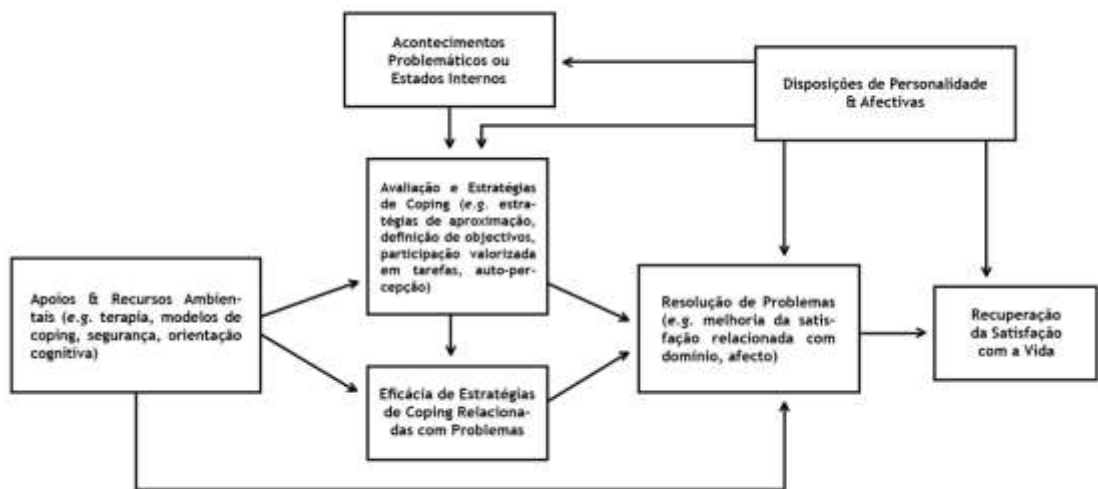 Acontecimentos
Problemáticos ou
Estados Internos
Disposições de Personalidade
& Afectivas
Avaliação e Estratégias
de Coping (e.g. estra-
tégias de aproximação,
definição de objectivos,
participação valorizada
em tarefas, auto-per-
cepção)
Apoios & Recursos Ambien-
tais (e.g. terapia, modelos de
coping, segurança, orientação
cognitiva)
Resolução de Problemas
(e.g. melhoria da satis-
fação relacionada com
domínio, afecto)
Recuperação
da Satisfação
com a Vida
Eficácia de Estratégias
de Coping Relaciona-
das com Problemas